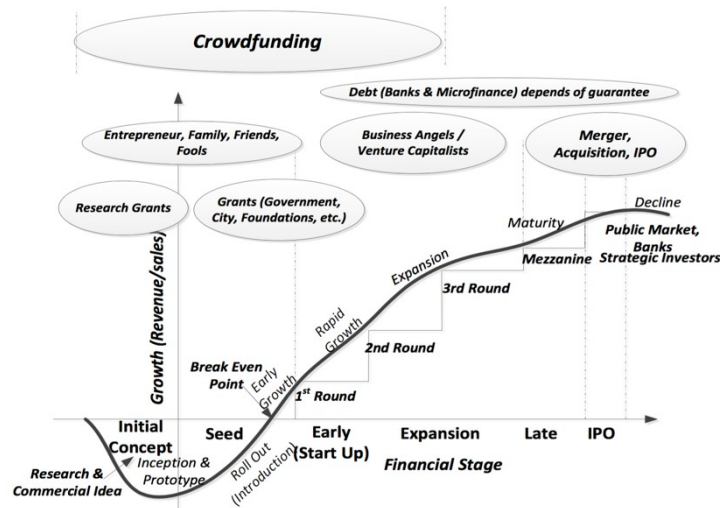 Crowdfunding
Debt (Banks & Microfinance) depends of guarantee
Entrepreneur, Family, Friends,
Fools
Business Angels /
Venture Capitalists
Merger,
Acquisition, IPO
Research Grants
Grants (Government,
City, Foundations, etc.)
Growth (Revenue/sales)
Decline
Maturity
Public Market,
Banks
Strategic Investors
Mezzanine
Expansion
3rd Round
Rapid
Growth
2nd Round
Break Even
Point
Early
Growth
1st Round
Initial
Concept
Seed
Early
(Start Up)
Expansion
Late
IPO
Financial Stage
Roll Out
(Introduction)
Inception &
Prototype
Research &
Commercial Idea